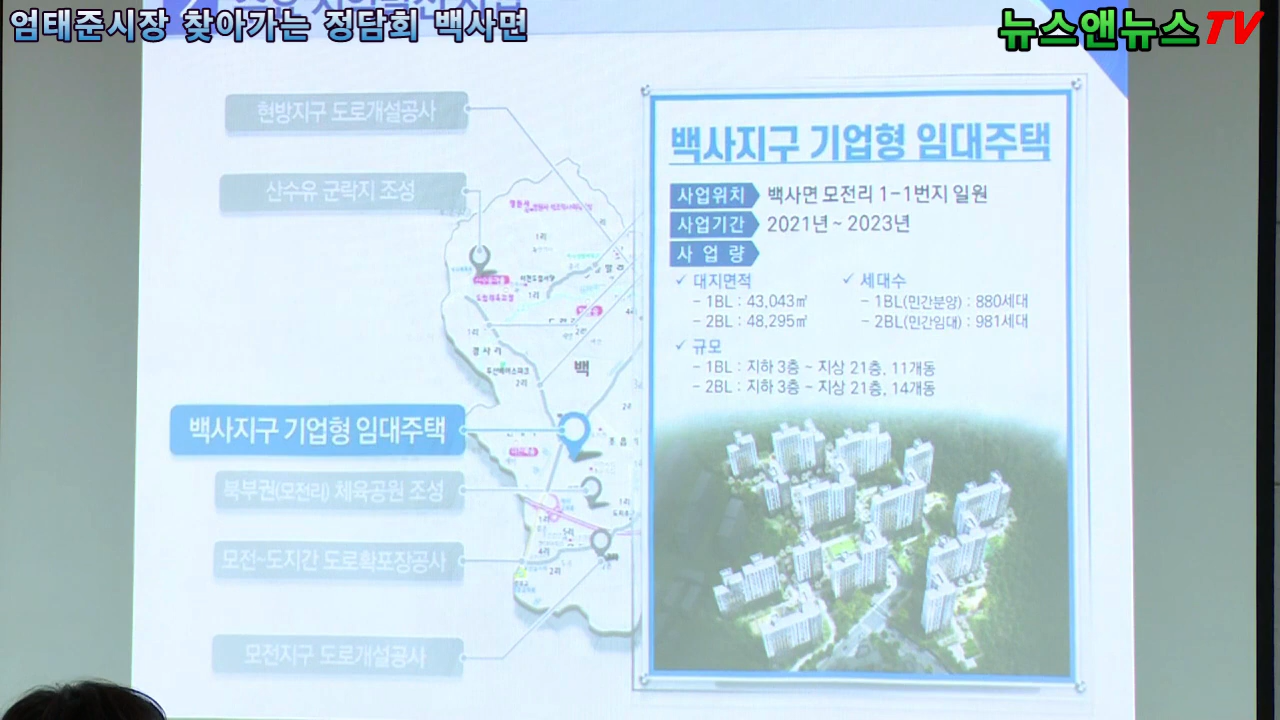 엄태준시장 찾아가는 정담회 백사면
뉴스앤뉴스TV
현방지구 도로개설공사
산수유 군락지 조성
백사지구 기업형 임대주택
북부권(모전리) 체육공원 조성
모전~도지간 도로확포장공사
모전지구 도로개설공사
백
백사지구 기업형 임대주택
사업위치 백사면 모전리 1-1번지 일원
사업기간 2021년 ~ 2023년
사 업 량
✓ 대지면적
- 1BL : 43,043㎡
- 2BL : 48,295㎡
✓ 세대수
- 1BL(민간분양) : 880세대
- 2BL(민간임대) : 981세대
✓ 규모
- 1BL : 지하 3층 ~ 지상 21층, 11개동
- 2BL : 지하 3층 ~ 지상 21층, 14개동